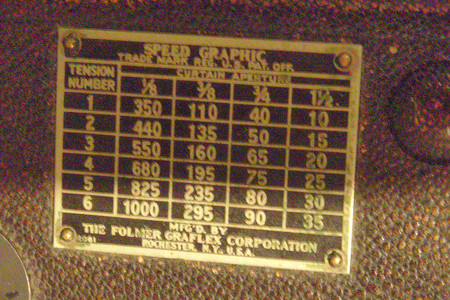 SPEED GRAPHIC
TRADE MARK REG. U.S. PAT. OFF.
TENSION NUMBER CURTAIN APERTURE
1/8 3/8 3/4 1 1/2
1 350 110 40 10
2 440 135 50 15
3 550 160 65 20
4 680 195 75 25
5 825 235 80 30
6 1000 295 90 35
MFG'D. BY
THE FOLMER GRAFLEX CORPORATION
ROCHESTER, N.Y. U.S.A.